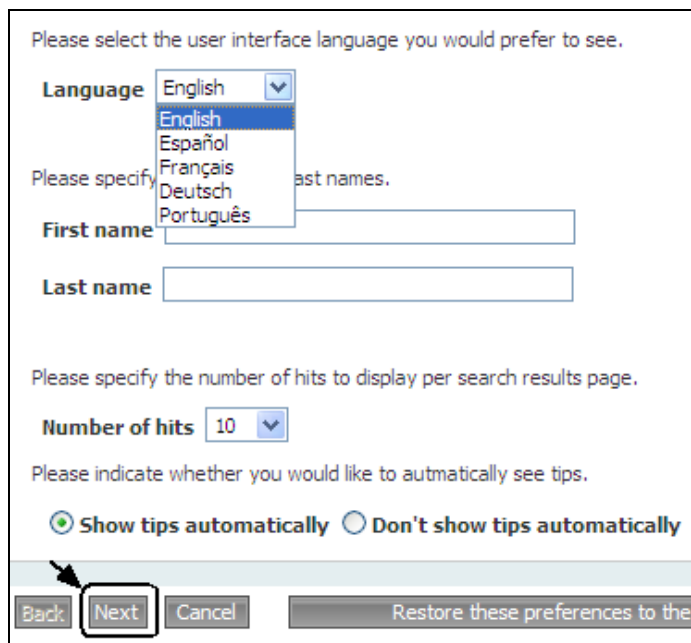 Please select the user interface language you would prefer to see.
Language English
English
Español
Français
Please specify ast names.
Deutsch
Português
First name
Last name
Please specify the number of hits to display per search results page.
Number of hits 10
Please indicate whether you would like to autmatically see tips.
Show tips automatically Don't show tips automatically
Back Next Cancel Restore these preferences to the